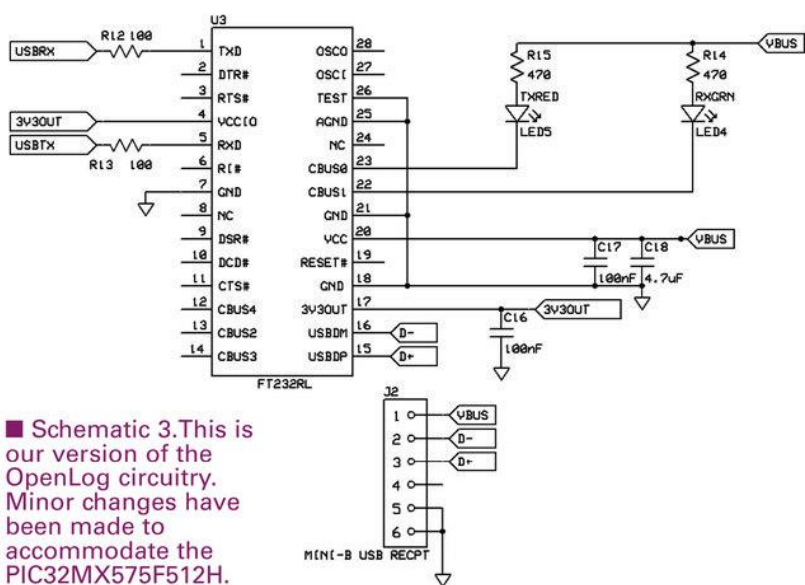 U3
USBRX
R12 100
1 TXD
2 DTR#
3 RTS#
3V3OUT
4 VCCIO
USBTX
5 RXD
R13 100
6 RI#
7 GND
8 NC
9 DSR#
10 DCD#
11 CTS#
12 CBUS4
13 CBUS2
14 CBUS3
OSCO 28
OSCI 27
TEST 26
AGND 25
NC 24
CBUS0 23
CBUS1 22
GND 21
VCC 20
RESET# 19
GND 18
3V3OUT 17
USBDM 16
USBDP 15
FT232RL
R15
470
TXRED
LED5
R14
470
RXGRN
LED4
VBUS
VBUS
C17
100nF
C18
4.7uF
3V3OUT
C16
100nF
D-
D+
J2
1
VBUS
2
D-
3
D+
4
5
6
MINI-B USB RECPT
■ Schematic 3.This is
our version of the
OpenLog circuitry.
Minor changes have
been made to
accommodate the
PIC32MX575F512H.